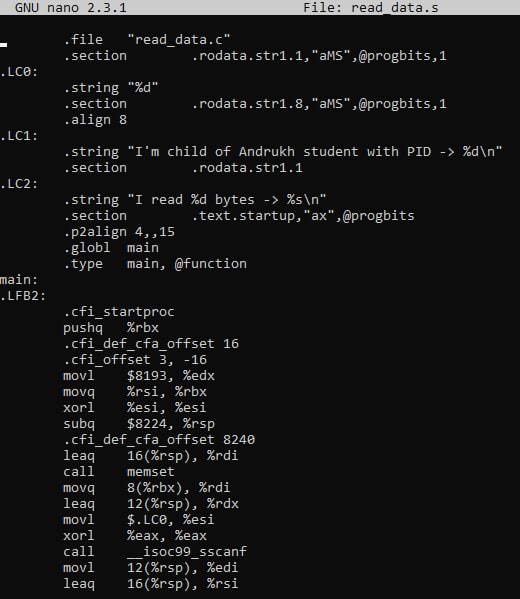 GNU nano 2.3.1 File: read_data.s
.file "read_data.c"
.section .rodata.str1.1,"aMS",@progbits,1
.LC0:
.string "%d"
.section .rodata.str1.8,"aMS",@progbits,1
.align 8
.LC1:
.string "I'm child of Andrukh student with PID -> %d\n"
.section .rodata.str1.1
.LC2:
.string "I read %d bytes -> %s\n"
.section .text.startup,"ax",@progbits
.p2align 4,,15
.globl main
.type main, @function
main:
.LFB2:
.cfi_startproc
pushq %rbx
.cfi_def_cfa_offset 16
.cfi_offset 3, -16
movl $8193, %edx
movq %rsi, %rbx
xorl %esi, %esi
subq $8224, %rsp
.cfi_def_cfa_offset 8240
leaq 16(%rsp), %rdi
call memset
movq 8(%rbx), %rdi
leaq 12(%rsp), %rdx
movl $.LC0, %esi
xorl %eax, %eax
call __isoc99_sscanf
movl 12(%rsp), %edi
leaq 16(%rsp), %rsi